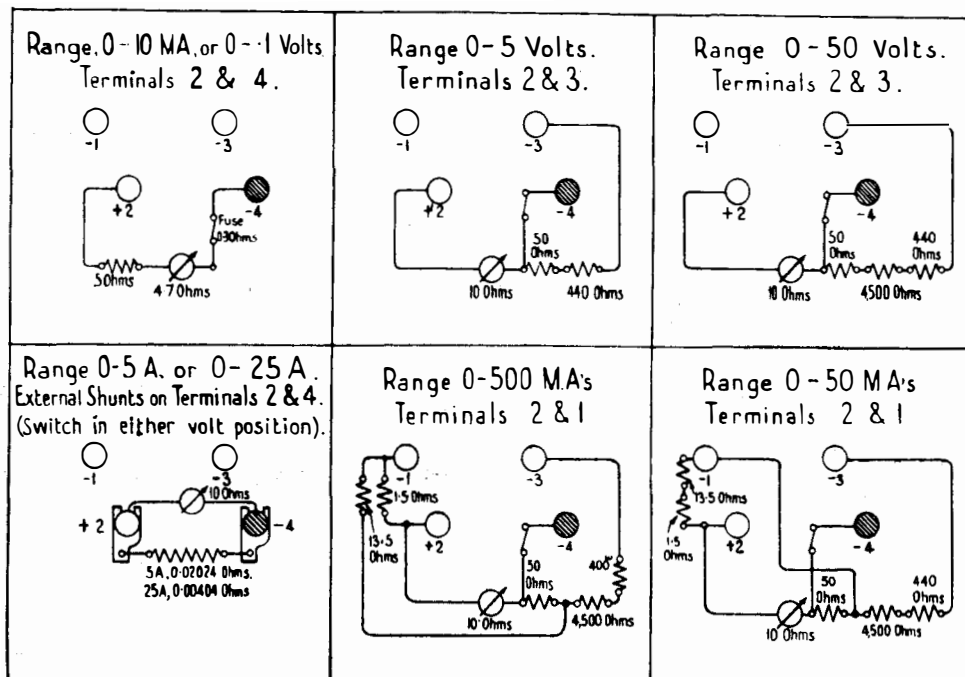 Range, 0-10 MA, or 0-·1 Volts
Terminals 2 & 4.
-1
-3
+2
-4
Fuse
0·30hms
5Ohms
4·7 Ohms
Range 0-5 Volts.
Terminals 2 & 3.
-1
-3
+2
-4
50
Ohms
10 Ohms
440 Ohms
Range 0-50 Volts.
Terminals 2 & 3.
-1
-3
+2
-4
50
Ohms
440
Ohms
10 Ohms
4,500 Ohms
Range 0-5 A. or 0-25 A.
External Shunts on Terminals 2 & 4.
(Switch in either volt position).
-1
-3
10 Ohms
+2
-4
5A, 0·02024 Ohms.
25A, 0·00404 Ohms
Range 0-500 M.A's
Terminals 2 & 1
-1
-3
1·5 Ohms
13.5
Ohms
+2
-4
50
Ohms
400
10 Ohms
4,500 Ohms
Range 0-50 MA's
Terminals 2 & 1
-1
-3
13·5 Ohms
1·5
Ohms
+2
-4
50
Ohms
440
Ohms
10 Ohms
4,500 Ohms